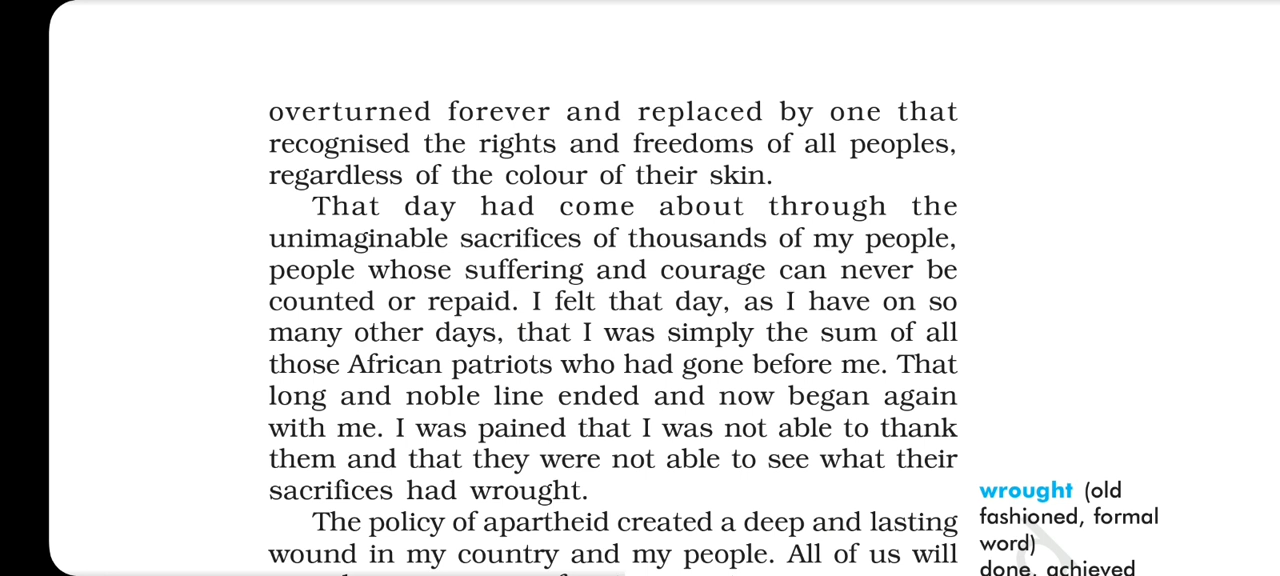 overturned forever and replaced by one that
recognised the rights and freedoms of all peoples,
regardless of the colour of their skin.
That day had come about through the
unimaginable sacrifices of thousands of my people,
people whose suffering and courage can never be
counted or repaid. I felt that day, as I have on so
many other days, that I was simply the sum of all
those African patriots who had gone before me. That
long and noble line ended and now began again
with me. I was pained that I was not able to thank
them and that they were not able to see what their
sacrifices had wrought.
The policy of apartheid created a deep and lasting
wound in my country and my people. All of us will
wrought (old
fashioned, formal
word)
done, achieved